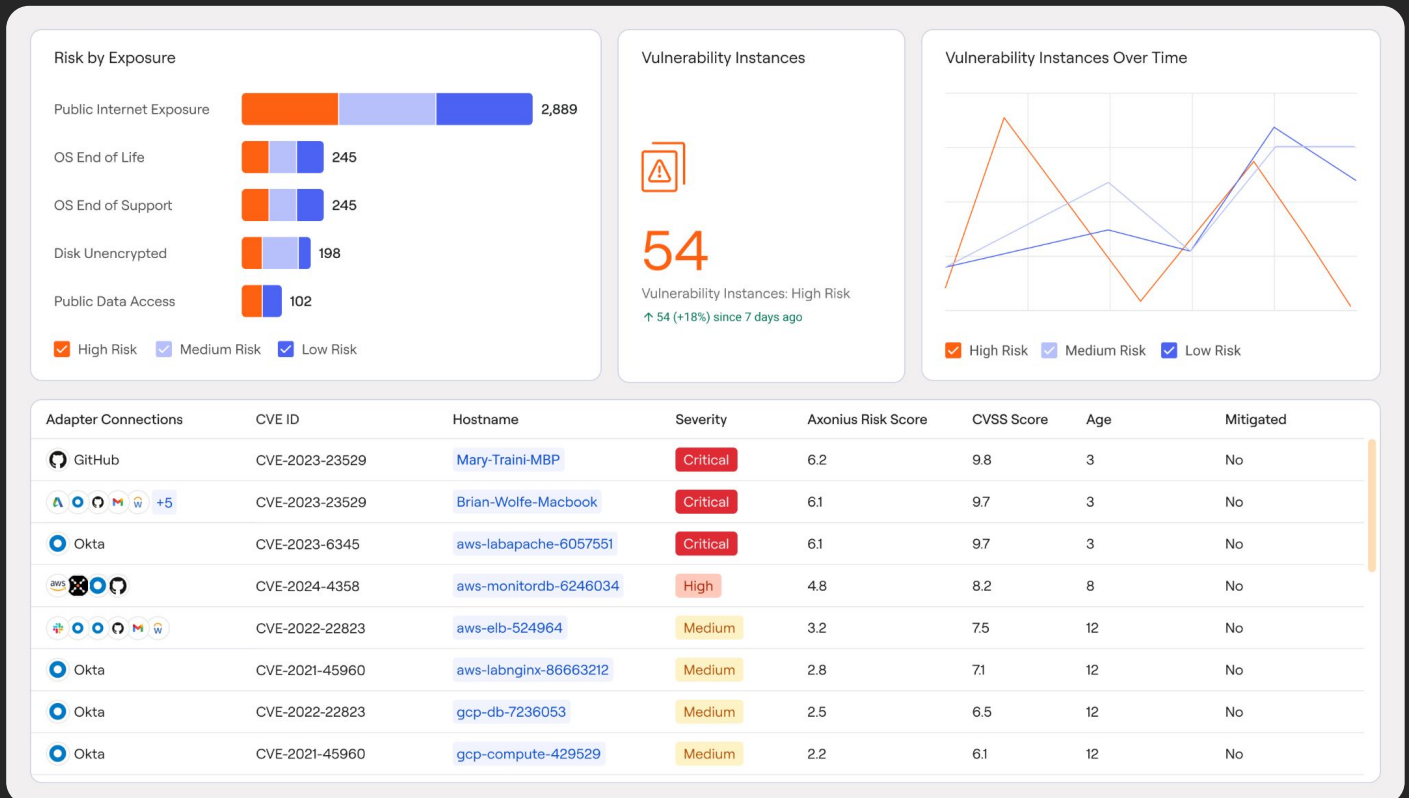 Risk by Exposure
Public Internet Exposure 2,889
OS End of Life 245
OS End of Support 245
Disk Unencrypted 198
Public Data Access 102
High Risk Medium Risk Low Risk
Vulnerability Instances
54
Vulnerability Instances: High Risk
↑ 54 (+18%) since 7 days ago
Vulnerability Instances Over Time
High Risk Medium Risk Low Risk
Adapter Connections CVE ID Hostname Severity Axonius Risk Score CVSS Score Age Mitigated
GitHub CVE-2023-23529 Mary-Traini-MBP Critical 6.2 9.8 3 No
+5 CVE-2023-23529 Brian-Wolfe-Macbook Critical 6.1 9.7 3 No
Okta CVE-2023-6345 aws-labapache-6057551 Critical 6.1 9.7 3 No
aws CVE-2024-4358 aws-monitordb-6246034 High 4.8 8.2 8 No
CVE-2022-22823 aws-elb-524964 Medium 3.2 7.5 12 No
Okta CVE-2021-45960 aws-labnginx-86663212 Medium 2.8 7.1 12 No
Okta CVE-2022-22823 gcp-db-7236053 Medium 2.5 6.5 12 No
Okta CVE-2021-45960 gcp-compute-429529 Medium 2.2 6.1 12 No